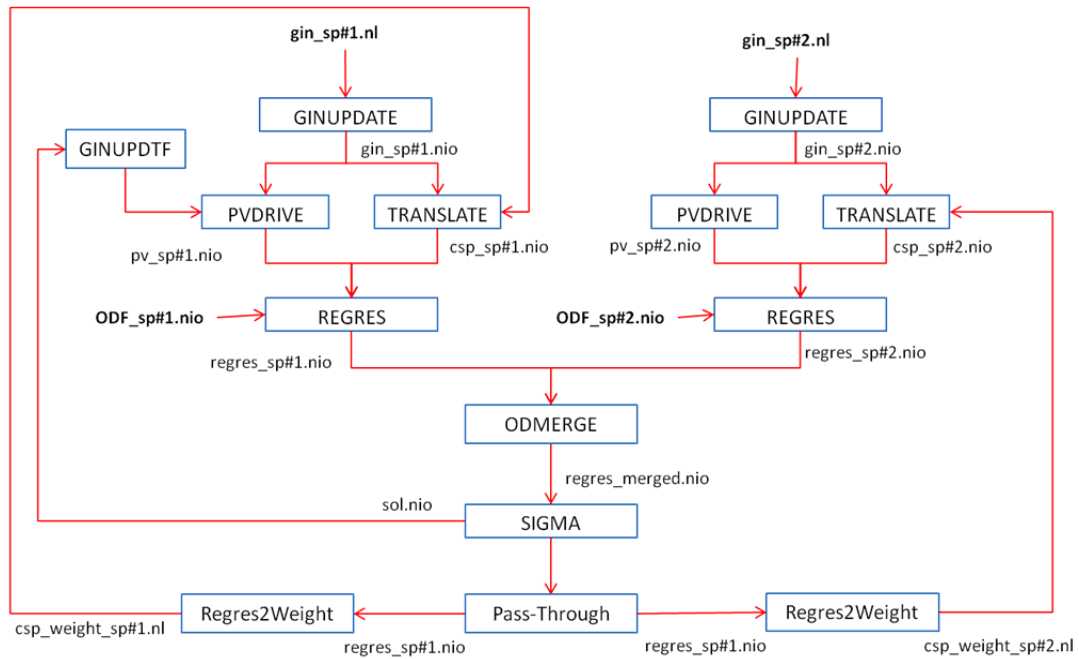 gin_sp#1.nl
gin_sp#2.nl
GINUPDATE
GINUPDATE
GINUPDTF
gin_sp#1.nio
gin_sp#2.nio
PVDRIVE
TRANSLATE
PVDRIVE
TRANSLATE
pv_sp#1.nio
csp_sp#1.nio
pv_sp#2.nio
csp_sp#2.nio
ODF_sp#1.nio
REGRES
ODF_sp#2.nio
REGRES
regres_sp#1.nio
regres_sp#2.nio
ODMERGE
regres_merged.nio
sol.nio
SIGMA
Regres2Weight
Pass-Through
Regres2Weight
csp_weight_sp#1.nl
regres_sp#1.nio
regres_sp#1.nio
csp_weight_sp#2.nl